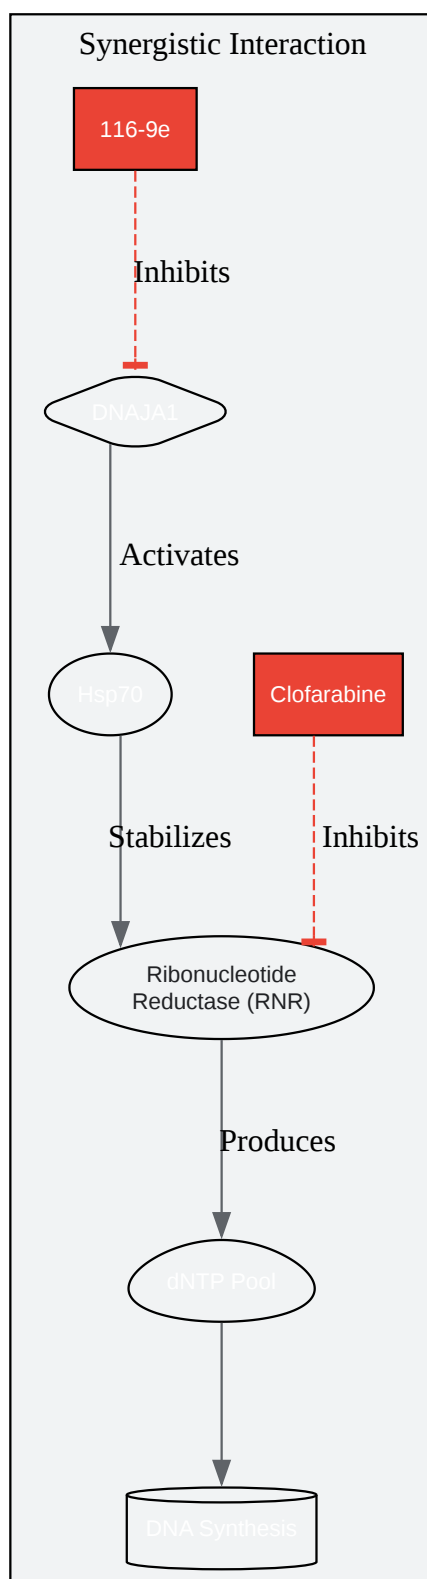 Synergistic Interaction
116-9e
Inhibits
DNAJA1
Activates
Hsp70
Clofarabine
Stabilizes
Inhibits
Ribonucleotide
Reductase (RNR)
Produces
dNTP Pool
DNA Synthesis